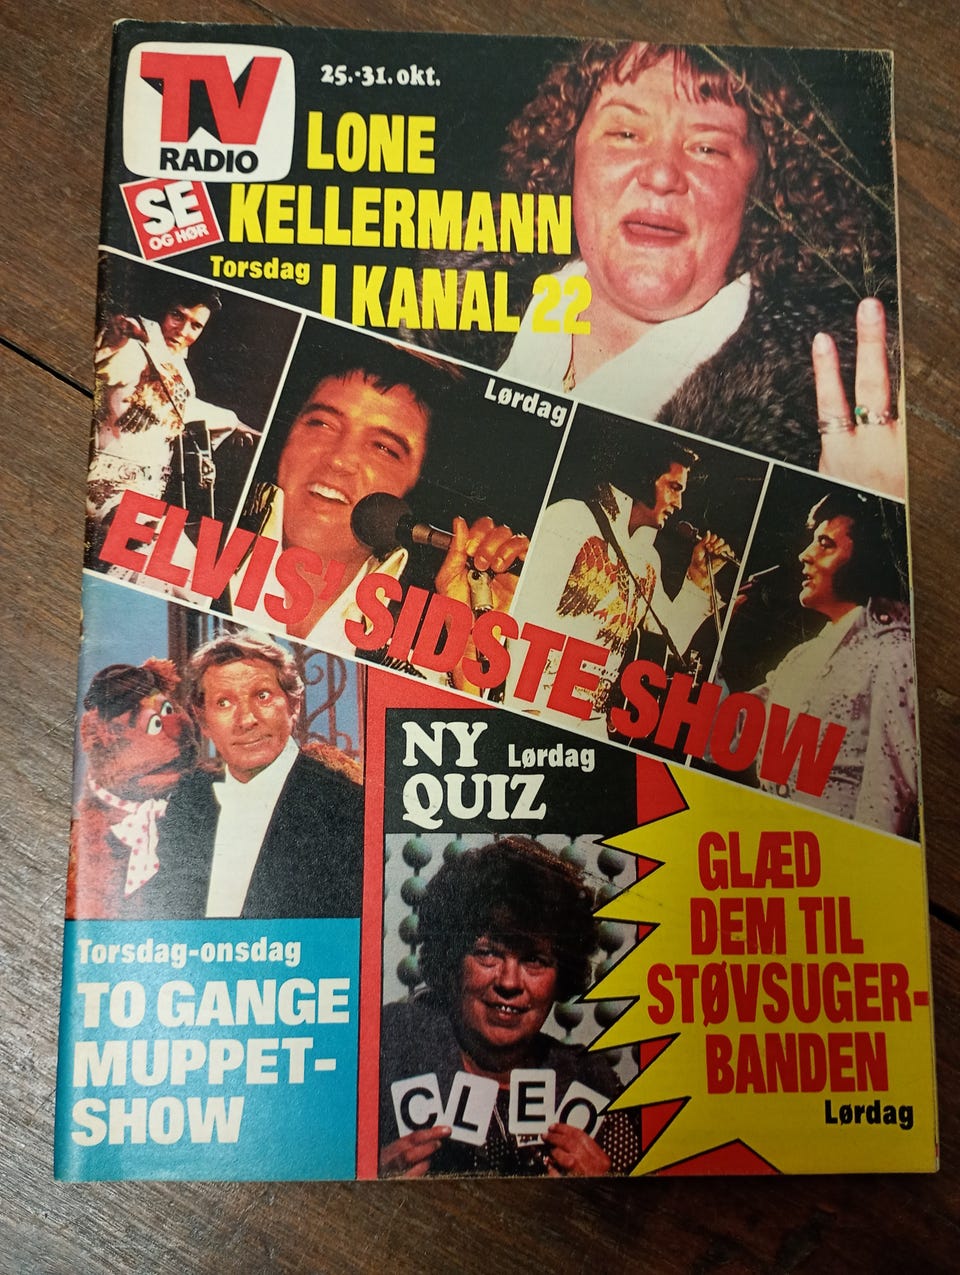 TV
RADIO
SE
OG HØR
25.-31. okt.
LONE
KELLERMANN
Torsdag
I KANAL 22
Lørdag
ELVIS' SIDSTE SHOW
Torsdag-onsdag
TO GANGE
MUPPET-
SHOW
NY
QUIZ
Lørdag
CLEO
GLÆD
DEM TIL
STØVSUGER-
BANDEN
Lørdag